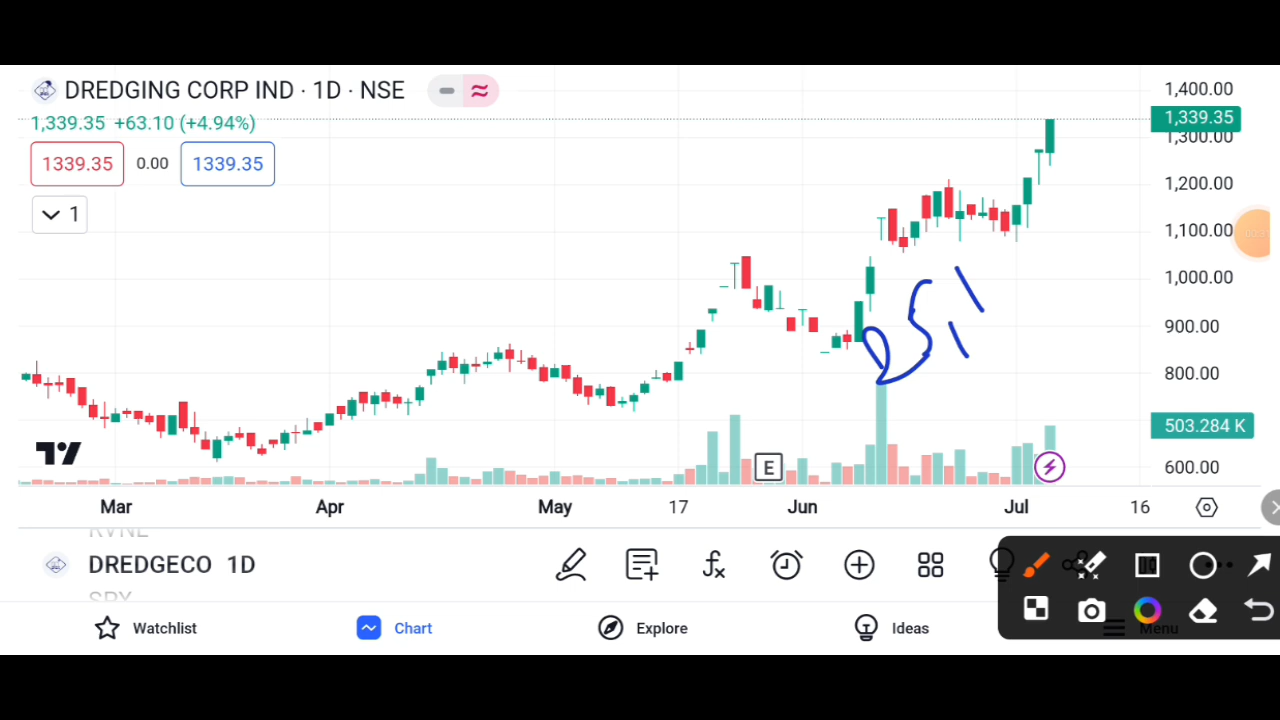 DREDGING CORP IND · 1D · NSE
1,339.35 +63.10 (+4.94%)
1339.35 0.00 1339.35
1
1,400.00
1,339.35
1,300.00
1,200.00
1,100.00
1,000.00
900.00
800.00
503.284 K
600.00
E
Mar Apr May 17 Jun Jul 16
RVNL
DREDGECO 1D
SPX
Watchlist Chart Explore Ideas Menu